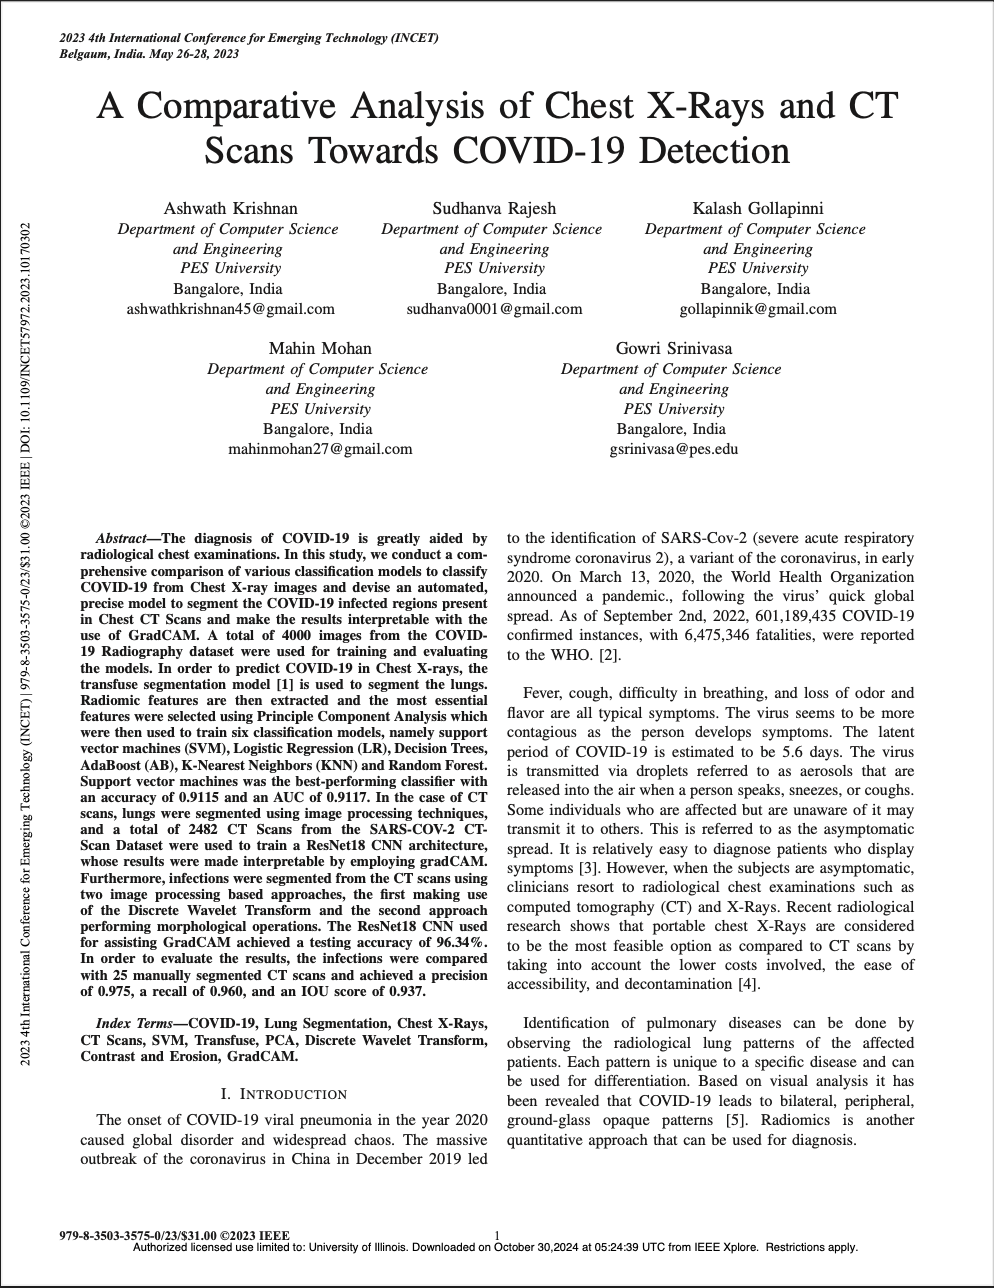 2023 4th International Conference for Emerging Technology (INCET)
Belgaum, India. May 26-28, 2023
A Comparative Analysis of Chest X-Rays and CT
Scans Towards COVID-19 Detection
Ashwath Krishnan
Department of Computer Science
and Engineering
PES University
Bangalore, India
ashwathkrishnan45@gmail.com
Sudhanva Rajesh
Department of Computer Science
and Engineering
PES University
Bangalore, India
sudhanva0001@gmail.com
Kalash Gollapinni
Department of Computer Science
and Engineering
PES University
Bangalore, India
gollapinnik@gmail.com
Mahin Mohan
Department of Computer Science
and Engineering
PES University
Bangalore, India
mahinmohan27@gmail.com
Gowri Srinivasa
Department of Computer Science
and Engineering
PES University
Bangalore, India
gsrinivasa@pes.edu
2023 4th International Conference for Emerging Technology (INCET) | 979-8-3503-3575-0/23/$31.00 ©2023 IEEE | DOI: 10.1109/INCET57972.2023.10170302
Abstract—The diagnosis of COVID-19 is greatly aided by
radiological chest examinations. In this study, we conduct a com-
prehensive comparison of various classification models to classify
COVID-19 from Chest X-ray images and devise an automated,
precise model to segment the COVID-19 infected regions present
in Chest CT Scans and make the results interpretable with the
use of GradCAM. A total of 4000 images from the COVID-
19 Radiography dataset were used for training and evaluating
the models. In order to predict COVID-19 in Chest X-rays, the
transfuse segmentation model [1] is used to segment the lungs.
Radiomic features are then extracted and the most essential
features were selected using Principle Component Analysis which
were then used to train six classification models, namely support
vector machines (SVM), Logistic Regression (LR), Decision Trees,
AdaBoost (AB), K-Nearest Neighbors (KNN) and Random Forest.
Support vector machines was the best-performing classifier with
an accuracy of 0.9115 and an AUC of 0.9117. In the case of CT
scans, lungs were segmented using image processing techniques,
and a total of 2482 CT Scans from the SARS-COV-2 CT-
Scan Dataset were used to train a ResNet18 CNN architecture,
whose results were made interpretable by employing gradCAM.
Furthermore, infections were segmented from the CT scans using
two image processing based approaches, the first making use
of the Discrete Wavelet Transform and the second approach
performing morphological operations. The ResNet18 CNN used
for assisting GradCAM achieved a testing accuracy of 96.34%.
In order to evaluate the results, the infections were compared
with 25 manually segmented CT scans and achieved a precision
of 0.975, a recall of 0.960, and an IOU score of 0.937.
Index Terms—COVID-19, Lung Segmentation, Chest X-Rays,
CT Scans, SVM, Transfuse, PCA, Discrete Wavelet Transform,
Contrast and Erosion, GradCAM.
I. INTRODUCTION
The onset of COVID-19 viral pneumonia in the year 2020
caused global disorder and widespread chaos. The massive
outbreak of the coronavirus in China in December 2019 led
to the identification of SARS-Cov-2 (severe acute respiratory
syndrome coronavirus 2), a variant of the coronavirus, in early
2020. On March 13, 2020, the World Health Organization
announced a pandemic., following the virus' quick global
spread. As of September 2nd, 2022, 601,189,435 COVID-19
confirmed instances, with 6,475,346 fatalities, were reported
to the WHO. [2].
Fever, cough, difficulty in breathing, and loss of odor and
flavor are all typical symptoms. The virus seems to be more
contagious as the person develops symptoms. The latent
period of COVID-19 is estimated to be 5.6 days. The virus
is transmitted via droplets referred to as aerosols that are
released into the air when a person speaks, sneezes, or coughs.
Some individuals who are affected but are unaware of it may
transmit it to others. This is referred to as the asymptomatic
spread. It is relatively easy to diagnose patients who display
symptoms [3]. However, when the subjects are asymptomatic,
clinicians resort to radiological chest examinations such as
computed tomography (CT) and X-Rays. Recent radiological
research shows that portable chest X-Rays are considered
to be the most feasible option as compared to CT scans by
taking into account the lower costs involved, the ease of
accessibility, and decontamination [4].
Identification of pulmonary diseases can be done by
observing the radiological lung patterns of the affected
patients. Each pattern is unique to a specific disease and can
be used for differentiation. Based on visual analysis it has
been revealed that COVID-19 leads to bilateral, peripheral,
ground-glass opaque patterns [5]. Radiomics is another
quantitative approach that can be used for diagnosis.
979-8-3503-3575-0/23/$31.00 ©2023 IEEE
1
Authorized licensed use limited to: University of Illinois. Downloaded on October 30,2024 at 05:24:39 UTC from IEEE Xplore. Restrictions apply.